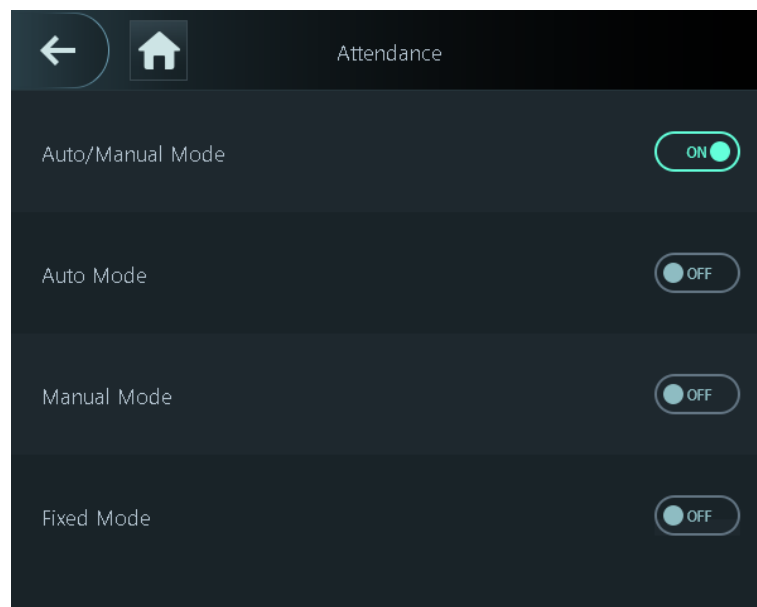 Attendance
Auto/Manual Mode ON
Auto Mode OFF
Manual Mode OFF
Fixed Mode OFF